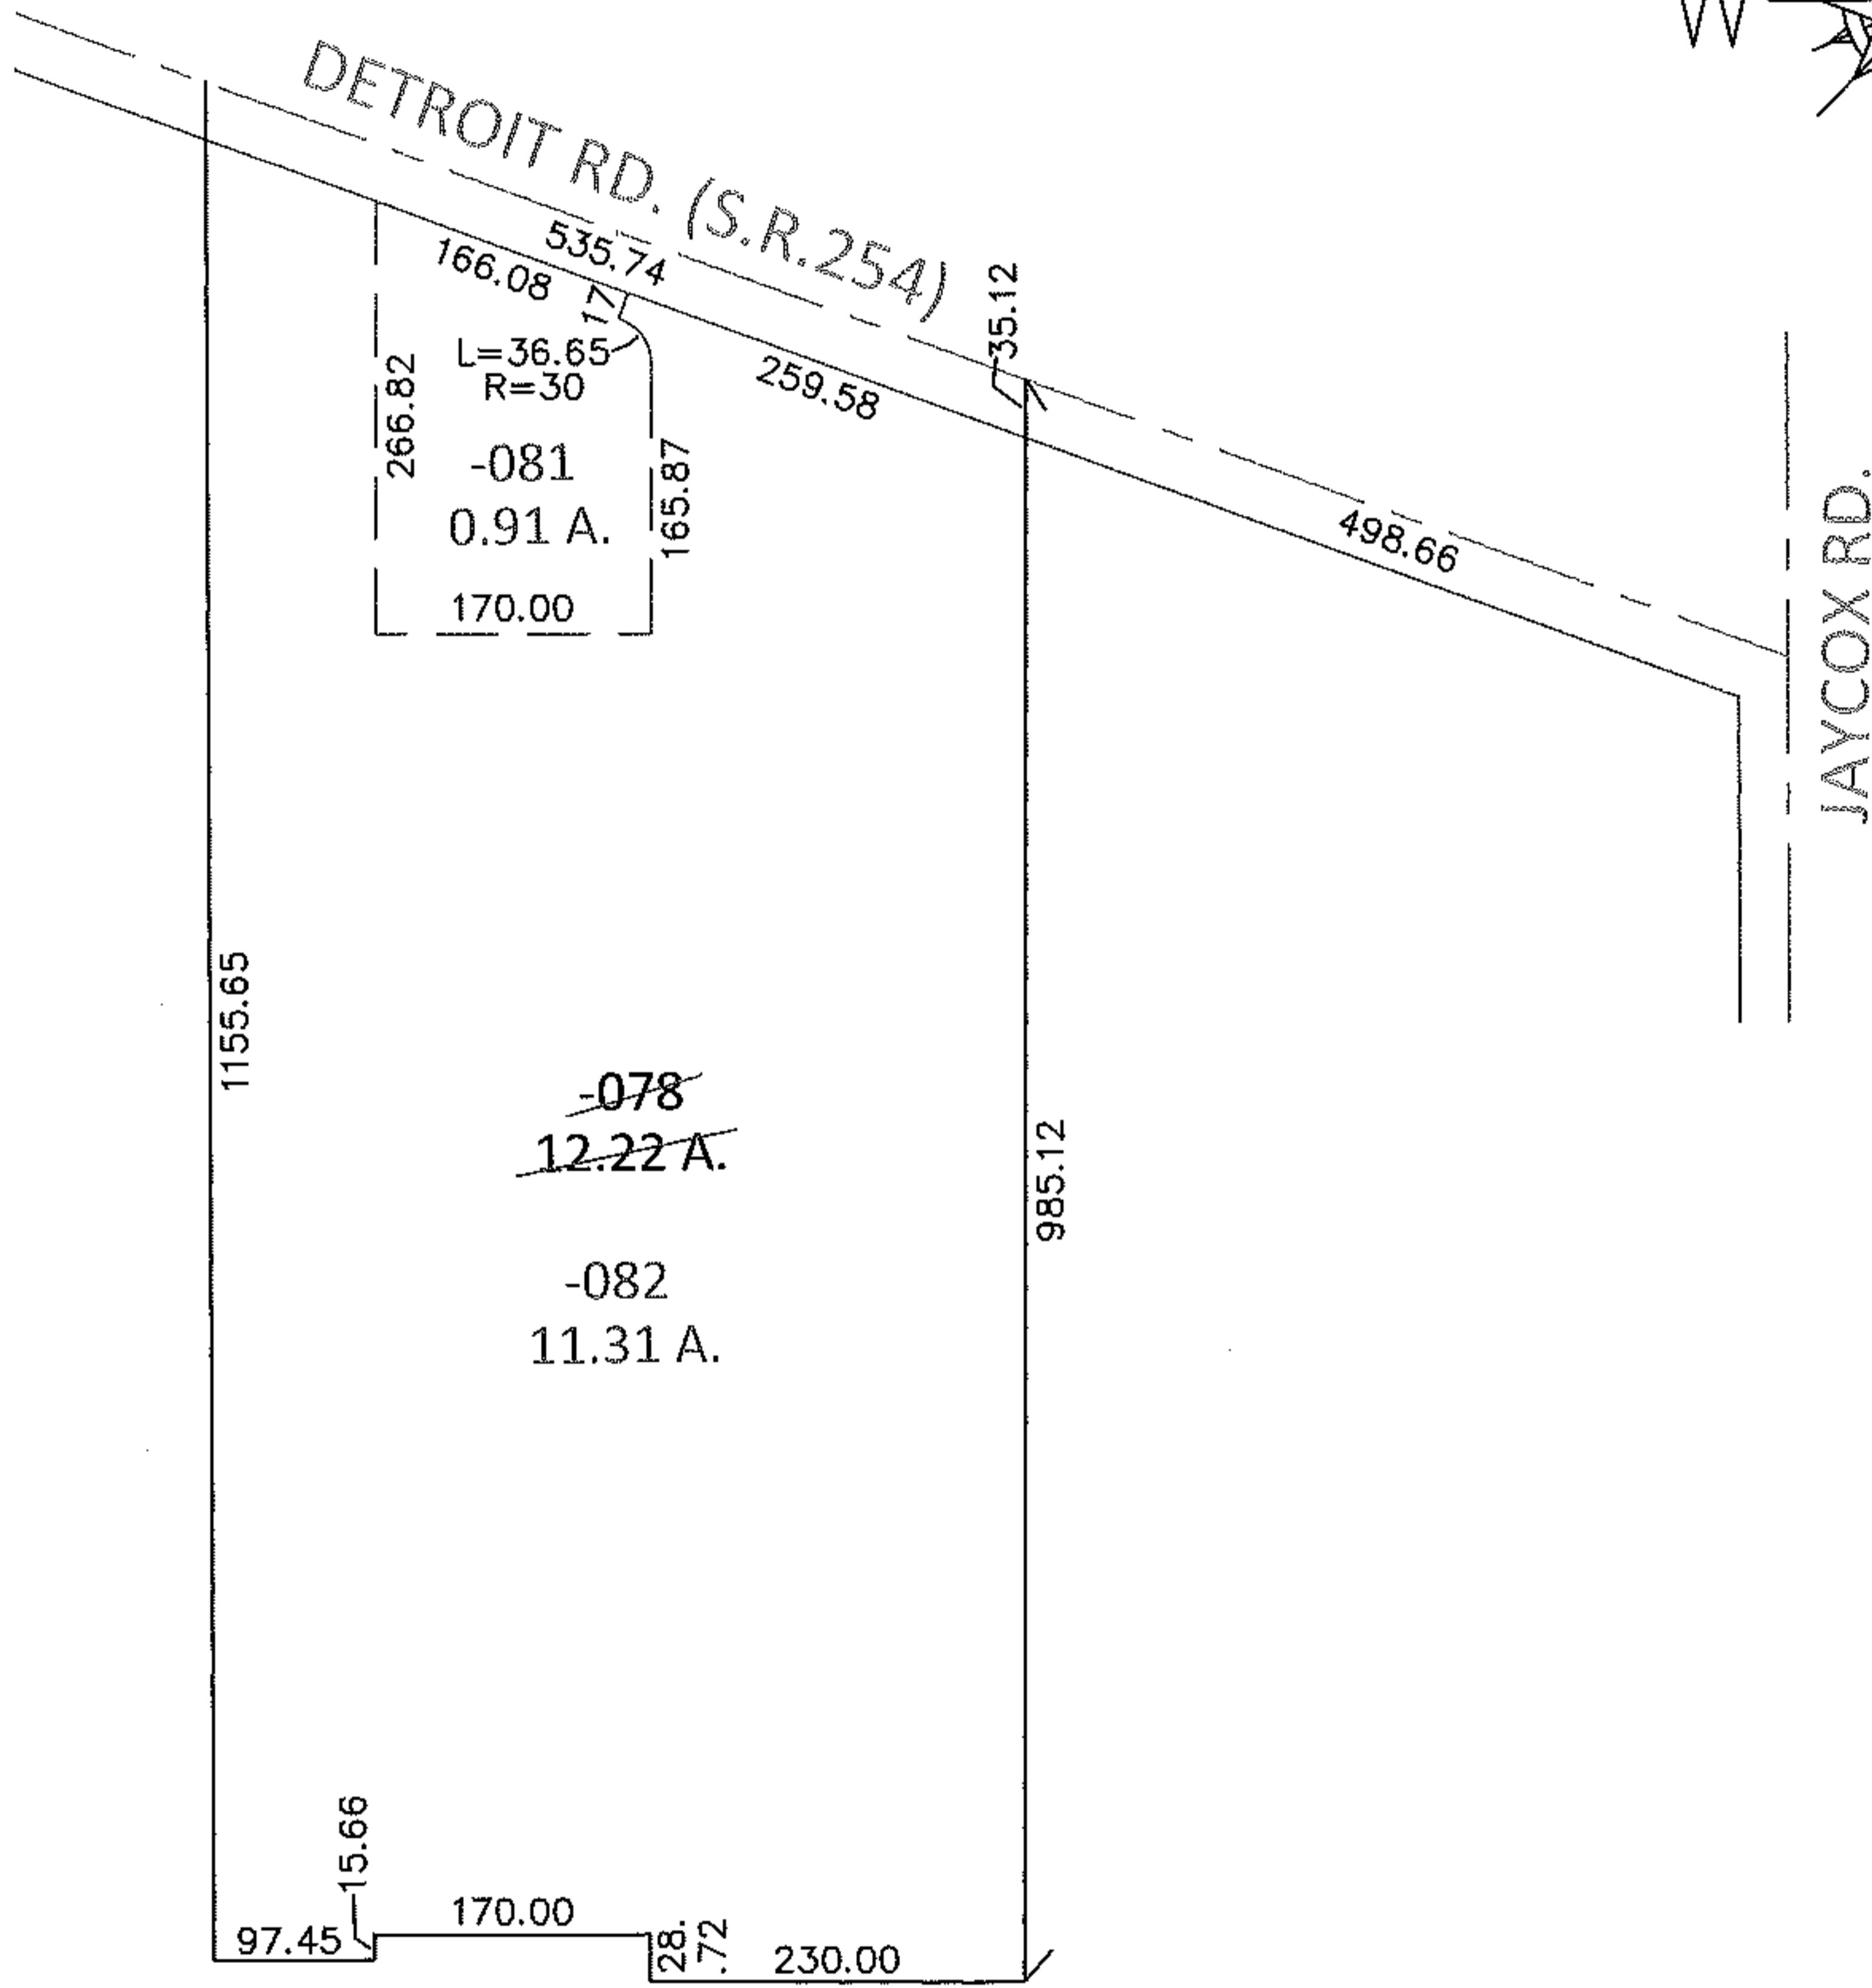 W
DETROIT RD. (S.R.254)
535.74
166.08
17
35.12
L=36.65
R=30
259.58
266.82
-081
0.91 A.
165.87
498.66
170.00
JAYCOX RD.
1155.65
-078
12.22 A.
985.12
-082
11.31 A.
15.66
170.00
97.45
28.
.72
230.00